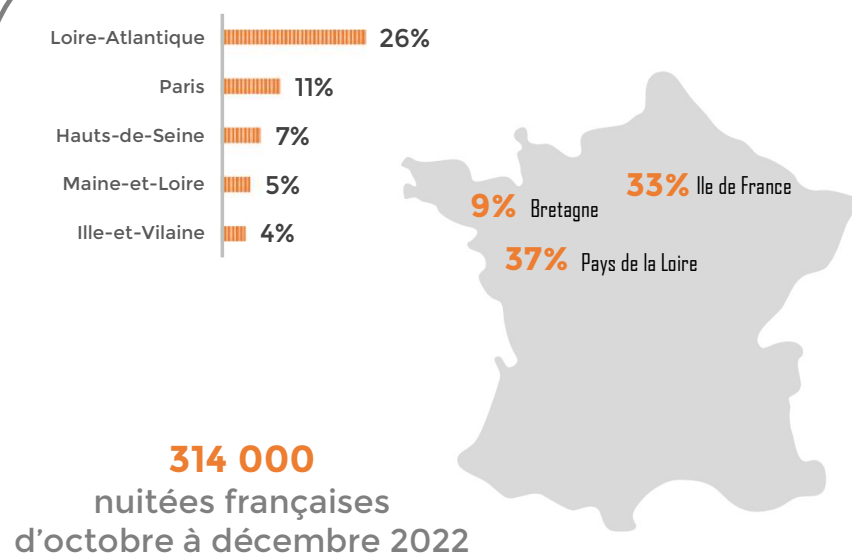 Loire-Atlantique 26%
Paris 11%
Hauts-de-Seine 7%
Maine-et-Loire 5%
Ille-et-Vilaine 4%
33% Ile de France
9% Bretagne
37% Pays de la Loire
314 000
nuitées françaises
d'octobre à décembre 2022